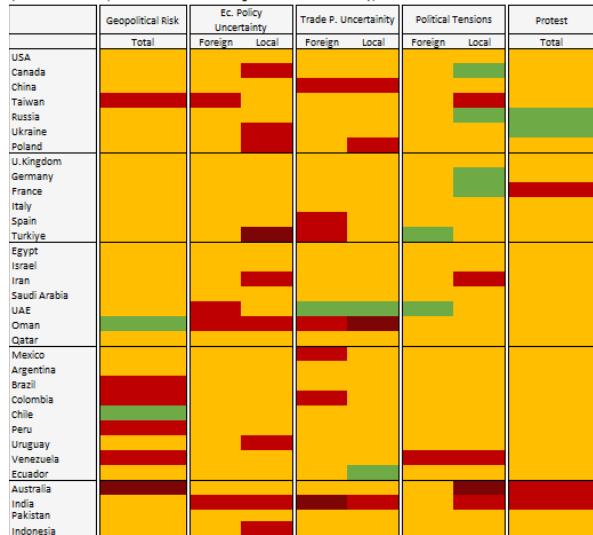 Geopolitical Risk Ec. Policy Uncertainty Trade P. Uncertainity Political Tensions Protest
Total Foreign Local Foreign Local Foreign Local Total
USA
Canada
China
Taiwan
Russia
Ukraine
Poland
U.Kingdom
Germany
France
Italy
Spain
Turkiye
Egypt
Israel
Iran
Saudi Arabia
UAE
Oman
Qatar
Mexico
Argentina
Brazil
Colombia
Chile
Peru
Uruguay
Venezuela
Ecuador
Australia
India
Pakistan
Indonesia